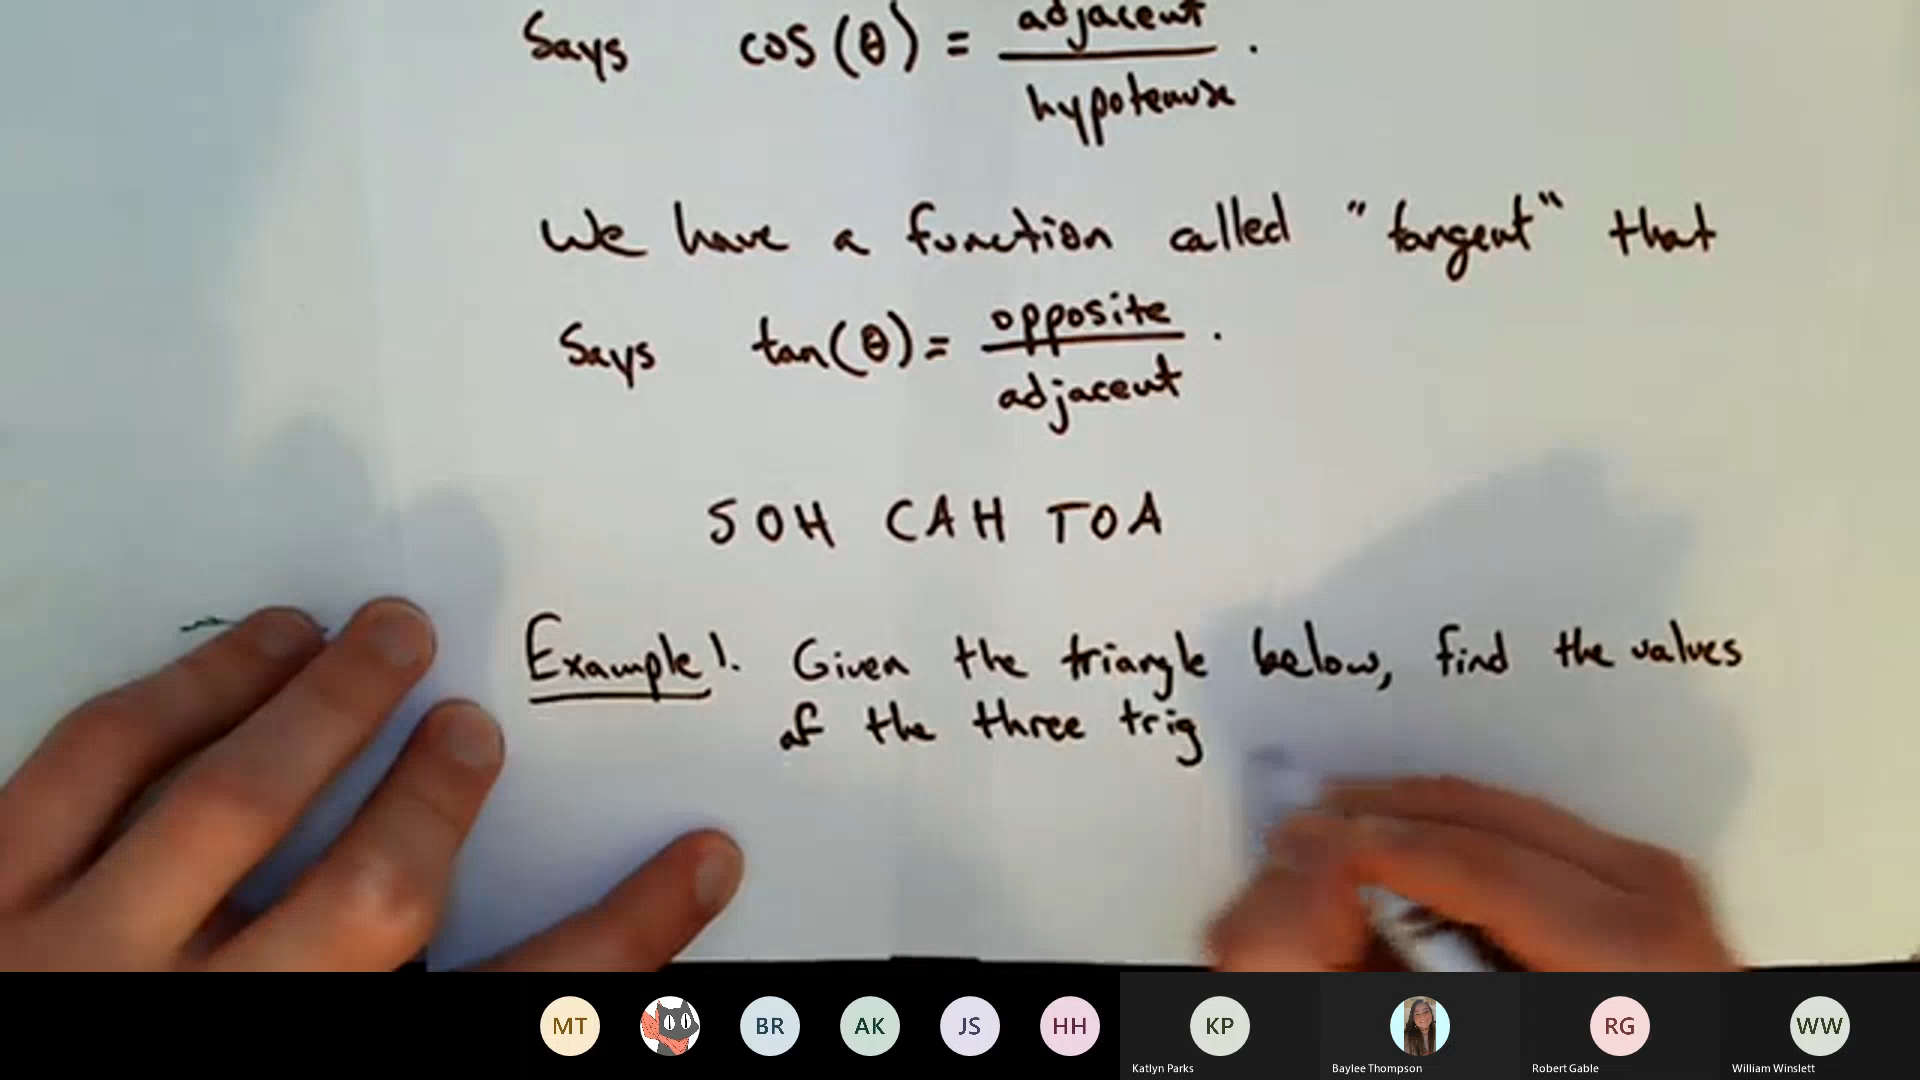 Says cos(θ) = adjacent / hypotenuse .
We have a function called "tangent" that
Says tan(θ) = opposite / adjacent .
SOH CAH TOA
Example 1. Given the triangle below, find the values
of the three trig
MT BR AK JS HH KP RG WW
Katlyn Parks Baylee Thompson Robert Gable William Winslett